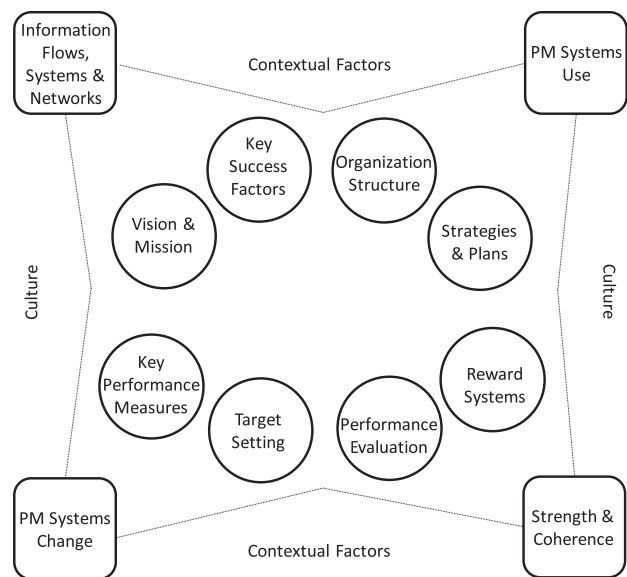 Information
Flows,
Systems &
Networks
Contextual Factors
PM Systems
Use
Key
Success
Factors
Organization
Structure
Vision &
Mission
Strategies
& Plans
Culture
Culture
Key
Performance
Measures
Target
Setting
Performance
Evaluation
Reward
Systems
PM Systems
Change
Contextual Factors
Strength &
Coherence